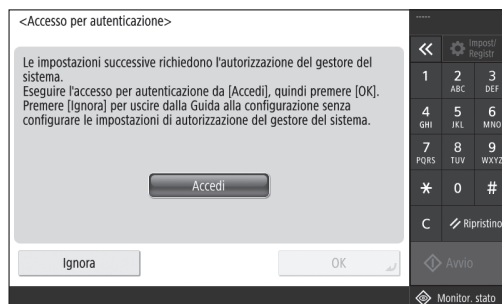 <Accesso per autenticazione>
Le impostazioni successive richiedono l'autorizzazione del gestore del
sistema.
Eseguire l'accesso per autenticazione da [Accedi], quindi premere [OK].
Premere [Ignora] per uscire dalla Guida alla configurazione senza
configurare le impostazioni di autorizzazione del gestore del sistema.
Accedi
Ignora
OK
-----
Impost/
Registr
1
2
ABC
3
DEF
4
GHI
5
JKL
6
MNO
7
PQRS
8
TUV
9
WXYZ
*
0
#
C
Ripristino
Avvio
Monitor. stato